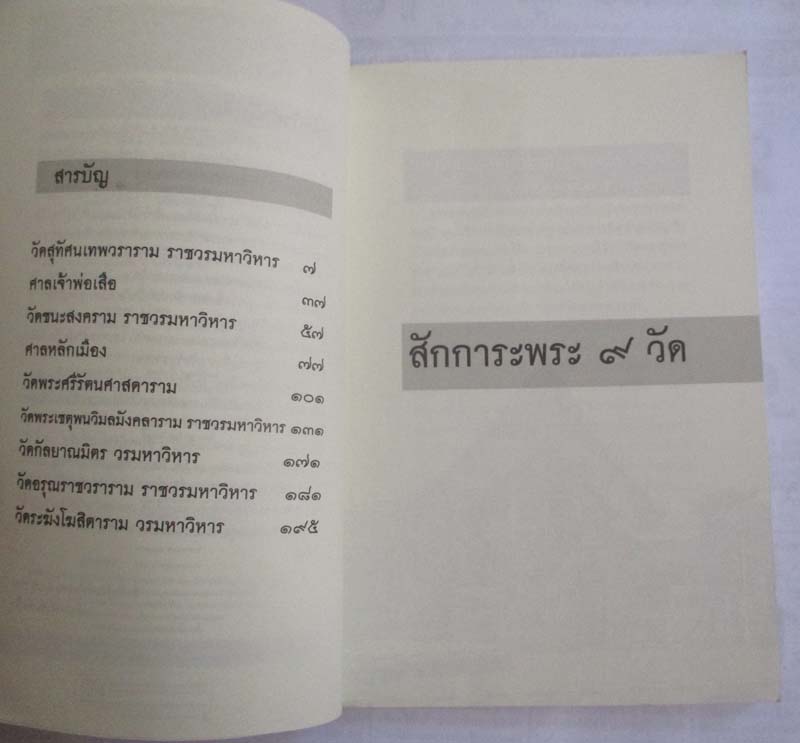 สารบัญ
วัดสุทัศนเทพวราราม ราชวรมหาวิหาร ๗
ศาลเจ้าพ่อเสือ ๓๗
วัดชนะสงคราม ราชวรมหาวิหาร ๕๗
ศาลหลักเมือง ๗๗
วัดพระศรีรัตนศาสดาราม ๑๐๑
วัดพระเชตุพนวิมลมังคลาราม ราชวรมหาวิหาร ๑๓๑
วัดกัลยาณมิตร วรมหาวิหาร ๑๗๑
วัดอรุณราชวราราม ราชวรมหาวิหาร ๑๘๑
วัดระฆังโฆสิตาราม วรมหาวิหาร ๑๙๕
สักการะพระ ๙ วัด